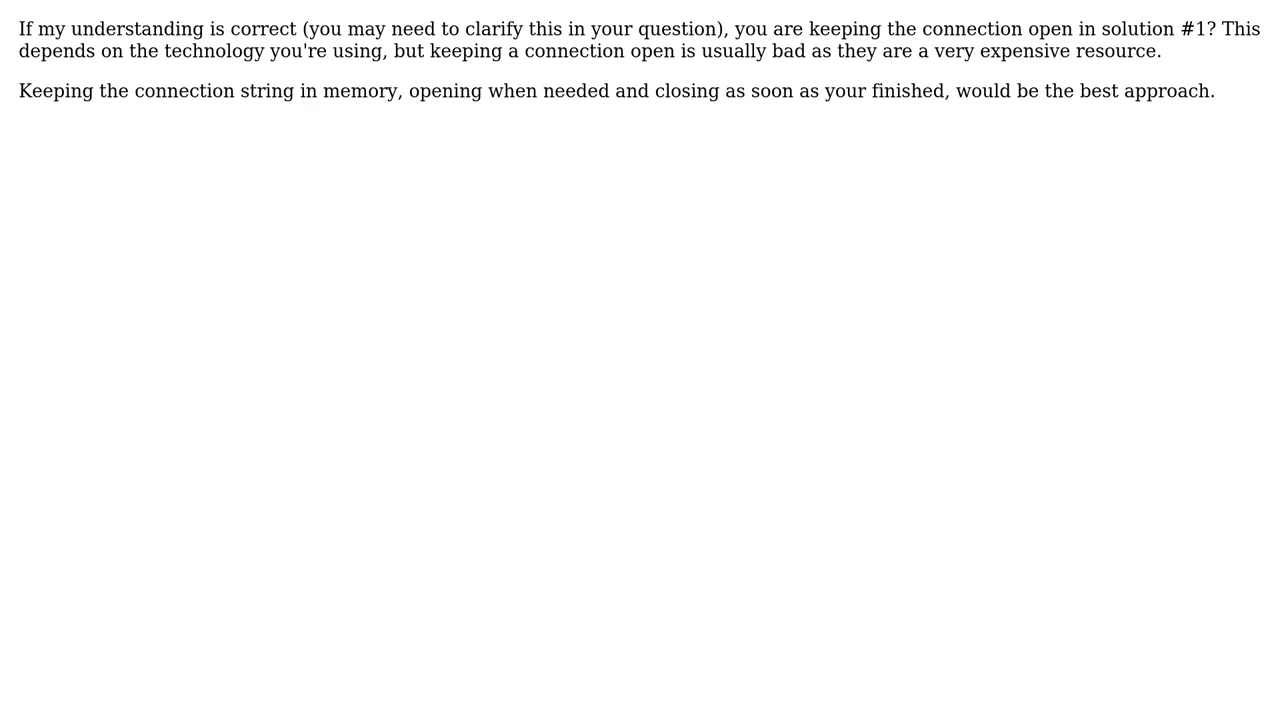 If my understanding is correct (you may need to clarify this in your question), you are keeping the connection open in solution #1? This
depends on the technology you're using, but keeping a connection open is usually bad as they are a very expensive resource.
Keeping the connection string in memory, opening when needed and closing as soon as your finished, would be the best approach.